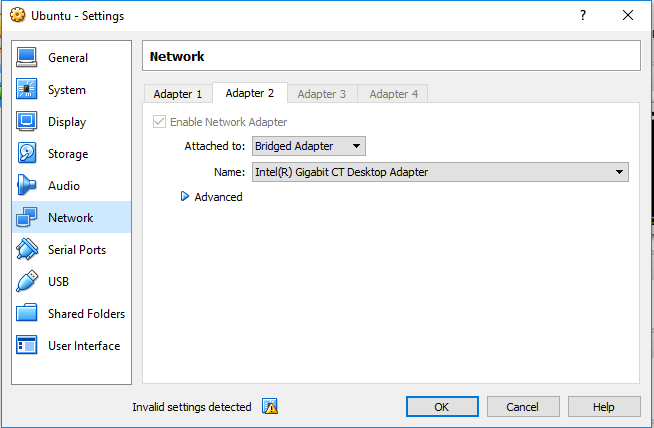 Ubuntu - Settings
?
General
System
Display
Storage
Audio
Network
Serial Ports
USB
Shared Folders
User Interface
Network
Adapter 1 Adapter 2 Adapter 3 Adapter 4
Enable Network Adapter
Attached to: Bridged Adapter
Name: Intel(R) Gigabit CT Desktop Adapter
Advanced
Invalid settings detected
OK Cancel Help